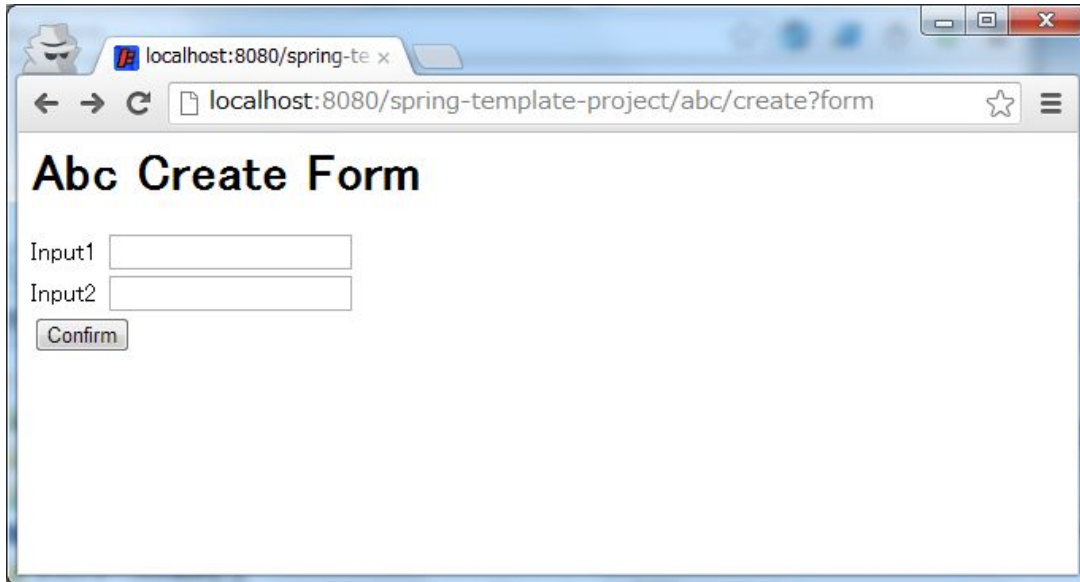 localhost:8080/spring-te
localhost:8080/spring-template-project/abc/create?form
Abc Create Form
Input1
Input2
Confirm